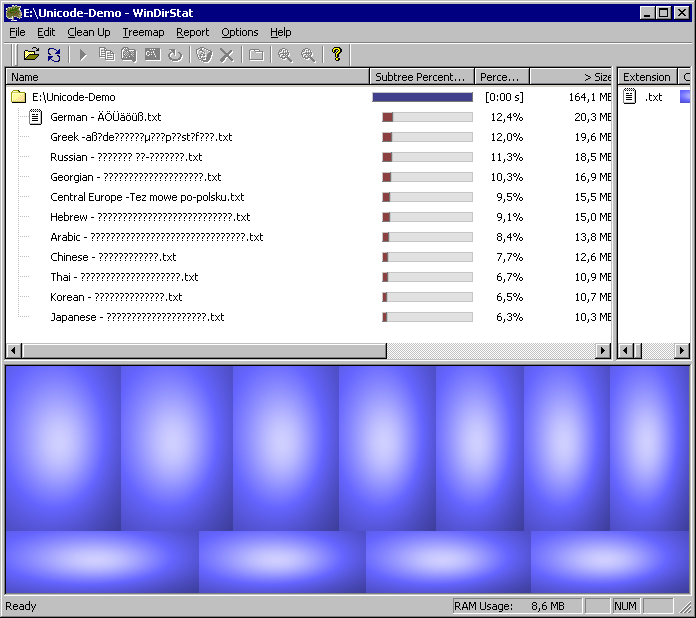 E:\Unicode-Demo - WinDirStat
File Edit Clean Up Treemap Report Options Help
Name Subtree Percent... Perce... > Size Extension C
E:\Unicode-Demo [0:00 s] 164,1 MB .txt
German - ÄÖÜäöüß.txt 12,4% 20,3 MB
Greek -aß?de??????µ???p??st?f???.txt 12,0% 19,6 MB
Russian - ??????? ??-???????.txt 11,3% 18,5 MB
Georgian - ?????????????????????.txt 10,3% 16,9 MB
Central Europe -Tez mowe po-polsku.txt 9,5% 15,5 MB
Hebrew - ???????????????????????????.txt 9,1% 15,0 MB
Arabic - ???????????????????????????????.txt 8,4% 13,8 MB
Chinese - ????????????.txt 7,7% 12,6 MB
Thai - ????????????????????.txt 6,7% 10,9 MB
Korean - ??????????????.txt 6,5% 10,7 MB
Japanese - ????????????????????.txt 6,3% 10,3 MB
Ready RAM Usage: 8,6 MB NUM